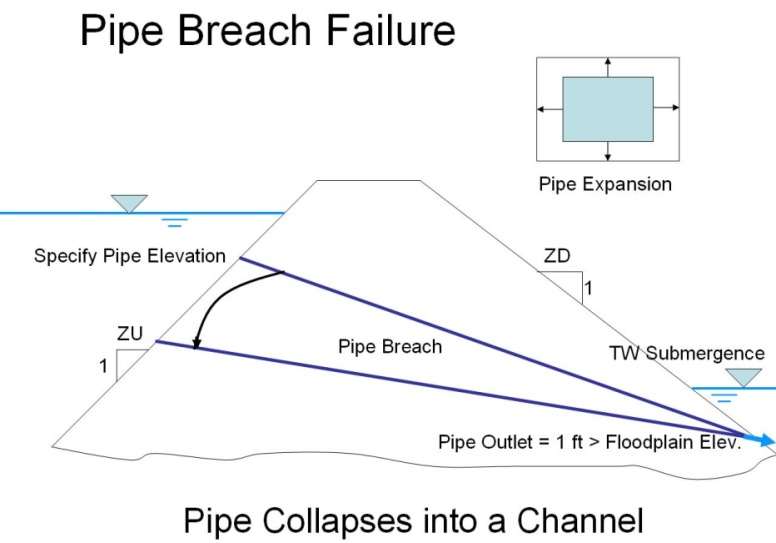 Pipe Breach Failure
Pipe Expansion
Specify Pipe Elevation
ZD
1
ZU
1
Pipe Breach
TW Submergence
Pipe Outlet = 1 ft > Floodplain Elev.
Pipe Collapses into a Channel